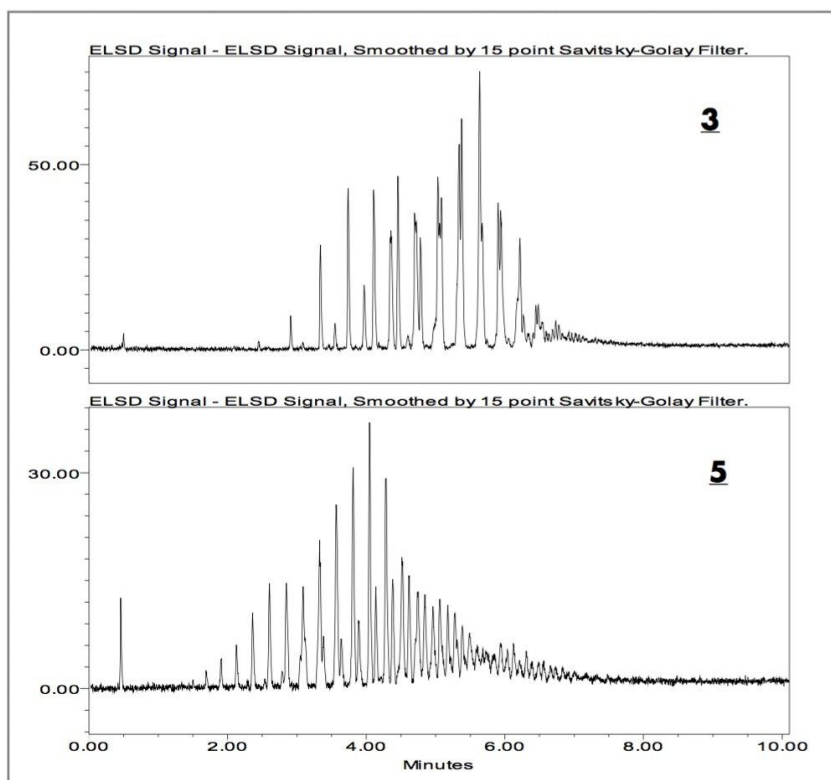 ELSD Signal - ELSD Signal, Smoothed by 15 point Savitsky-Golay Filter.
3
50.00
0.00
ELSD Signal - ELSD Signal, Smoothed by 15 point Savitsky-Golay Filter.
5
30.00
0.00
0.00 2.00 4.00 6.00 8.00 10.00
Minutes